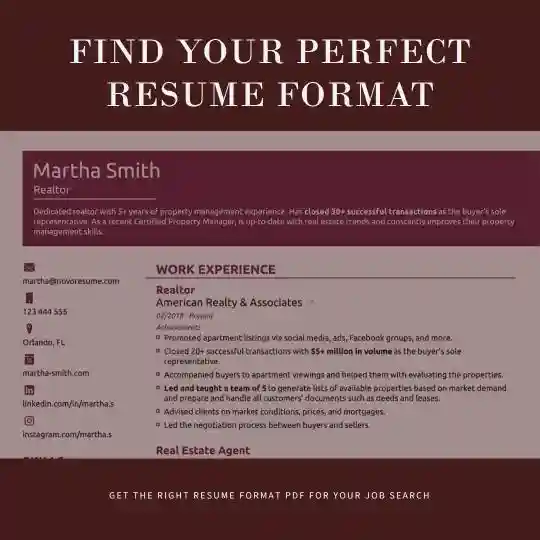 FIND YOUR PERFECT
RESUME FORMAT
Martha Smith
Realtor
Dedicated realtor with 5+ years of property management experience. Has closed 30+ successful transactions as the buyer's sole
representative. As a recent Certified Property Manager, is up-to-date with real estate trends and constantly improves their property
management skills.
martha@novoresume.com
123 444 555
Orlando, FL
martha-smith.com
linkedin.com/in/martha.s
instagram.com/martha.s
WORK EXPERIENCE
Realtor
American Realty & Associates
02/2018 - Present
Achievements
Promoted apartment listings via social media, ads, Facebook groups, and more.
Closed 20+ successful transactions with $5+ million in volume as the buyer's sole
representative.
Accompanied buyers to apartment viewings and helped them with evaluating the properties.
Led and taught a team of 5 to generate lists of available properties based on market demand
and prepare and handle all customers' documents such as deeds and leases.
Advised clients on market conditions, prices, and mortgages.
Led the negotiation process between buyers and sellers.
Real Estate Agent
GET THE RIGHT RESUME FORMAT PDF FOR YOUR JOB SEARCH